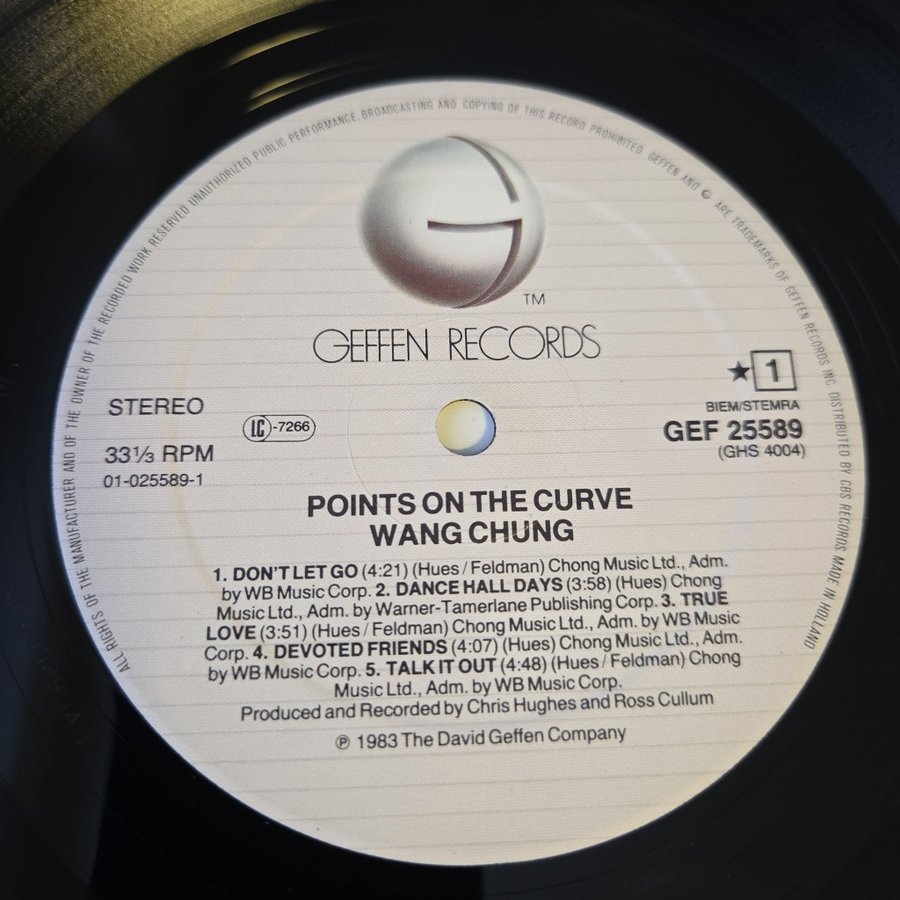 ALL RIGHTS OF THE MANUFACTURER AND OF THE OWNER OF THE RECORDED WORK RESERVED UNAUTHORIZED PUBLIC PERFORMANCE, BROADCASTING AND COPYING OF THIS RECORD PROHIBITED. GEFFEN AND G ARE TRADEMARKS OF GEFFEN RECORDS INC. DISTRIBUTED BY CBS RECORDS. MADE IN HOLLAND
TM
GEFFEN RECORDS
★ 1
STEREO
BIEM/STEMRA
LC-7266
GEF 25589
33⅓ RPM
(GHS 4004)
01-025589-1
POINTS ON THE CURVE
WANG CHUNG
1. DON'T LET GO (4:21) (Hues / Feldman) Chong Music Ltd., Adm.
by WB Music Corp. 2. DANCE HALL DAYS (3:58) (Hues) Chong
Music Ltd., Adm. by Warner-Tamerlane Publishing Corp. 3. TRUE
LOVE (3:51) (Hues / Feldman) Chong Music Ltd., Adm. by WB Music
Corp. 4. DEVOTED FRIENDS (4:07) (Hues) Chong Music Ltd., Adm.
by WB Music Corp. 5. TALK IT OUT (4:48) (Hues / Feldman) Chong
Music Ltd., Adm. by WB Music Corp.
Produced and Recorded by Chris Hughes and Ross Cullum
℗ 1983 The David Geffen Company